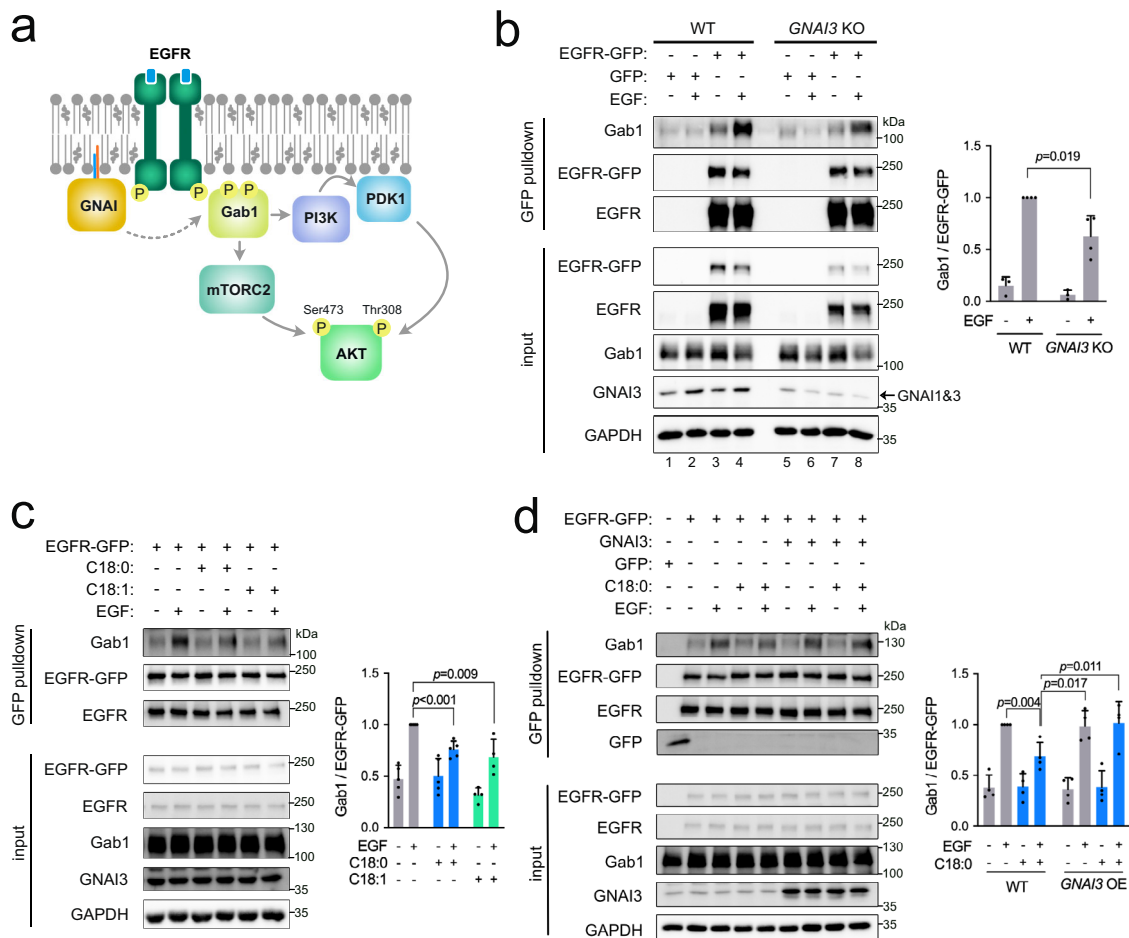 a
EGFR
GNAI
P
P
P P
Gab1
PI3K
PDK1
mTORC2
Ser473
Thr308
P
P
AKT
b
WT
GNAI3 KO
EGFR-GFP: - - + + - - + +
GFP: + + - - + + - -
EGF: - + - + - + - +
GFP pulldown
kDa
Gab1
100
EGFR-GFP
250
EGFR
250
input
EGFR-GFP
250
EGFR
250
Gab1
100
GNAI3
GNAI1&3
35
GAPDH
35
1 2 3 4 5 6 7 8
Gab1 / EGFR-GFP
1.5
1.0
0.5
0.0
p=0.019
EGF - + - +
WT
GNAI3 KO
c
EGFR-GFP: + + + + + +
C18:0: - - + + - -
C18:1: - - - - + +
EGF: - + - + - +
GFP pulldown
kDa
Gab1
100
EGFR-GFP
250
EGFR
250
input
EGFR-GFP
250
EGFR
250
Gab1
130
100
GNAI3
35
GAPDH
35
Gab1 / EGFR-GFP
1.5
1.0
0.5
0.0
p=0.009
p<0.001
EGF - + - + - +
C18:0 - - + +
C18:1 - - + +
d
EGFR-GFP: - + + + + + + + +
GNAI3: - - - - - + + + +
GFP: + - - - - - - - -
C18:0: - - - + + - - + +
EGF: - - + - + - + - +
GFP pulldown
kDa
Gab1
130
EGFR-GFP
250
EGFR
250
GFP
35
input
EGFR-GFP
250
EGFR
250
Gab1
130
100
GNAI3
35
GAPDH
35
Gab1 / EGFR-GFP
1.5
1.0
0.5
0.0
p=0.011
p=0.017
p=0.004
EGF - + - + - + - +
C18:0 - - + + - - + +
WT
GNAI3 OE